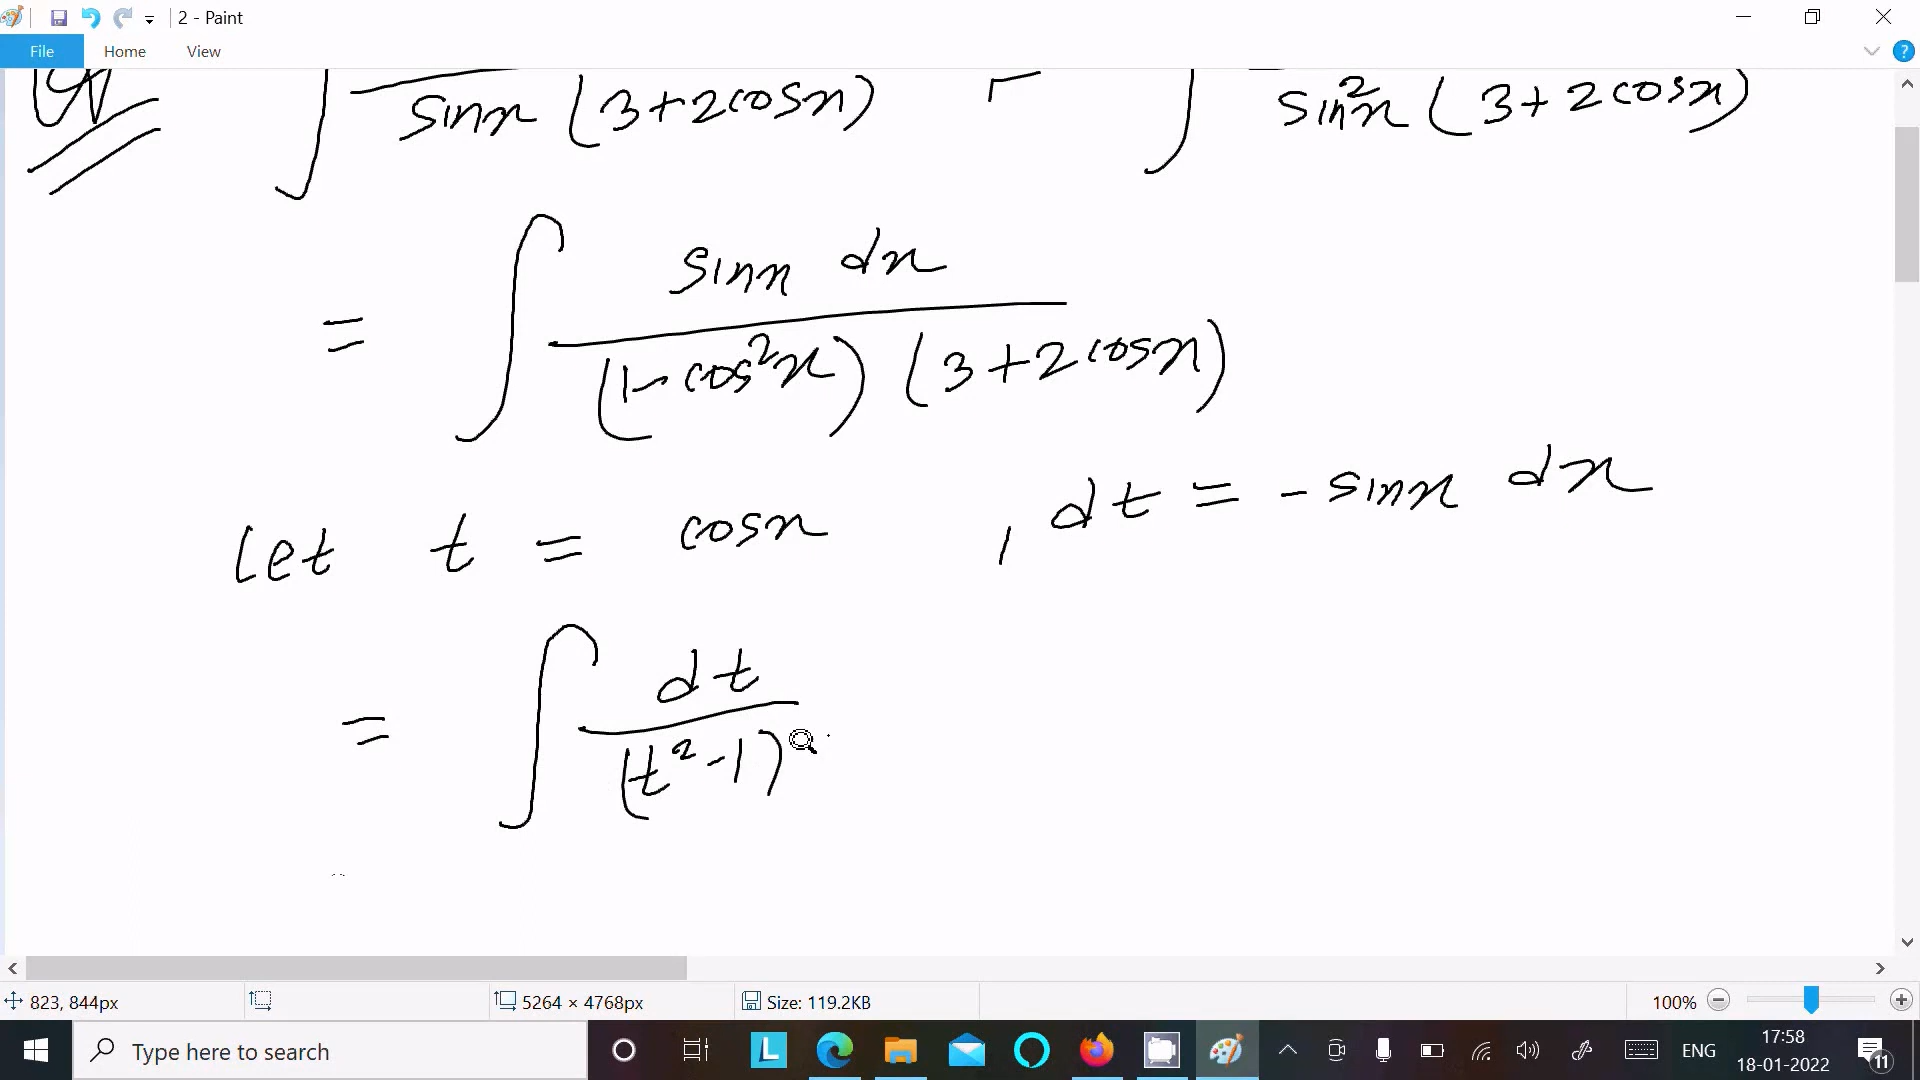 2 - Paint
File Home View
∫ sinx (3+2cosx) ∫ sin²x (3+2cosx)
= ∫ sinx dx
(1-cos²x) (3+2cosx)
Let t = cosx , dt = - sinx dx
= ∫ dt
(t²-1)
823, 844px 5264 × 4768px Size: 119.2KB 100%
Type here to search L ENG 17:58
18-01-2022 11